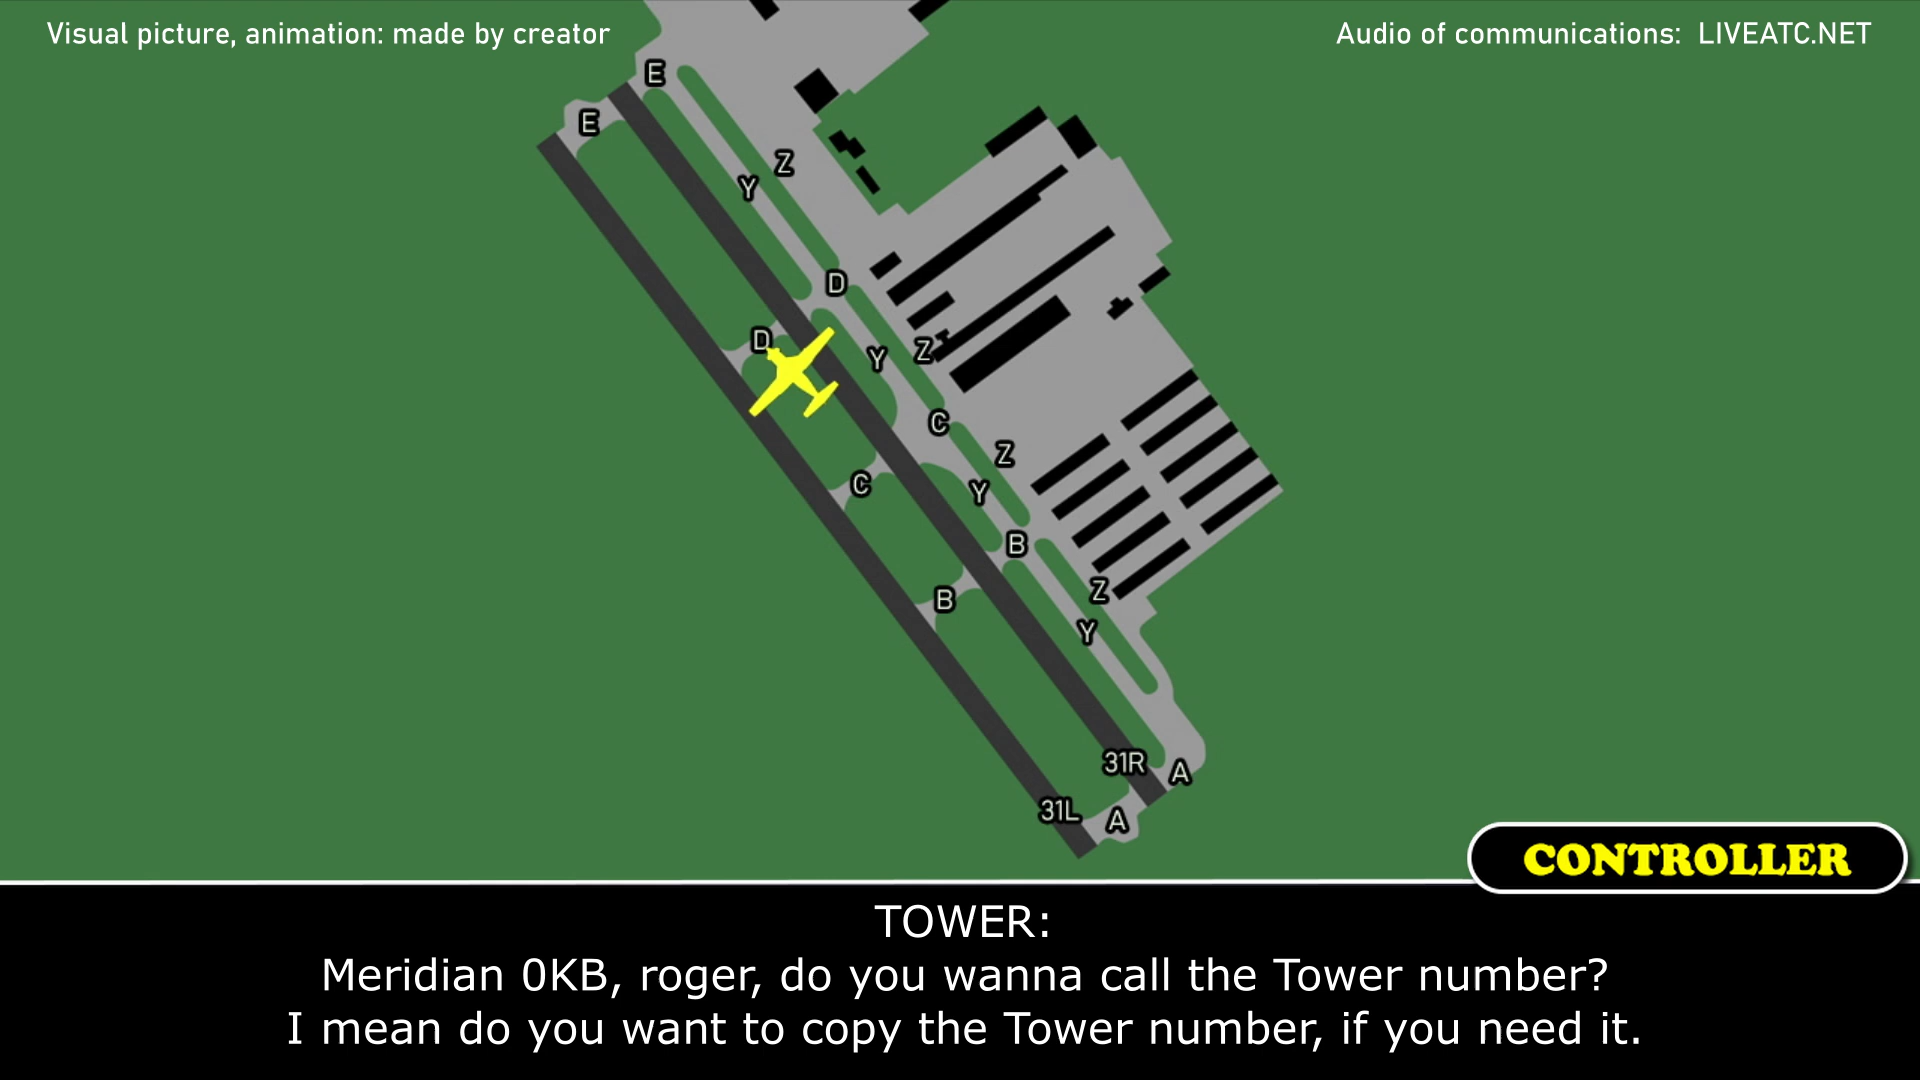 Visual picture, animation: made by creator
Audio of communications: LIVEATC.NET
E
E
Z
Y
D
D
Y
Z
C
Z
C
Y
B
B
Z
Y
31R
A
31L
A
CONTROLLER
TOWER:
Meridian 0KB, roger, do you wanna call the Tower number?
I mean do you want to copy the Tower number, if you need it.